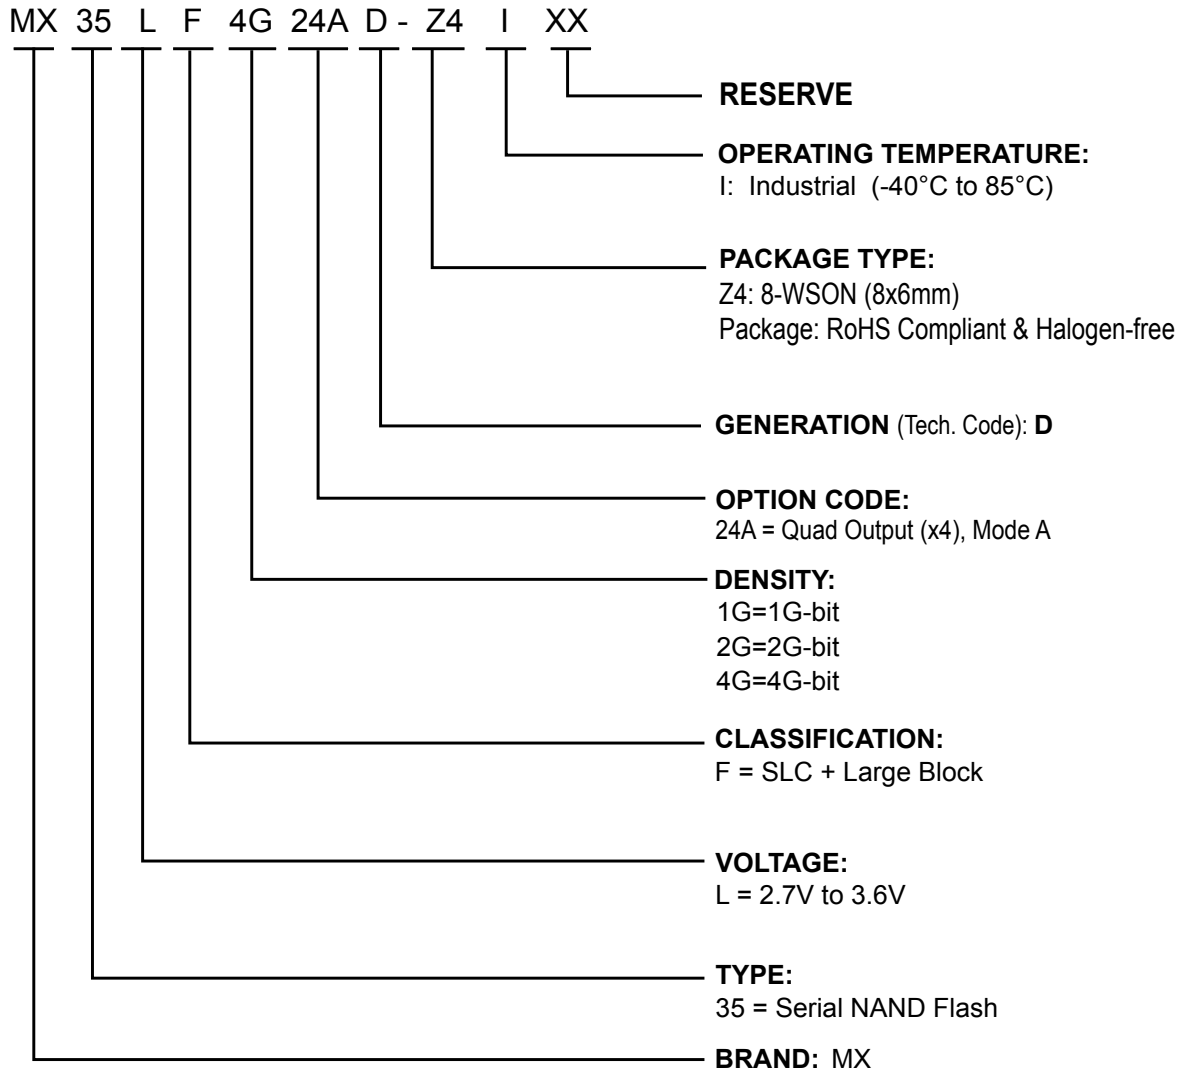 MX 35 L F 4G 24A D - Z4 I XX
RESERVE
OPERATING TEMPERATURE:
I: Industrial (-40°C to 85°C)
PACKAGE TYPE:
Z4: 8-WSON (8x6mm)
Package: RoHS Compliant & Halogen-free
GENERATION (Tech. Code): D
OPTION CODE:
24A = Quad Output (x4), Mode A
DENSITY:
1G=1G-bit
2G=2G-bit
4G=4G-bit
CLASSIFICATION:
F = SLC + Large Block
VOLTAGE:
L = 2.7V to 3.6V
TYPE:
35 = Serial NAND Flash
BRAND: MX